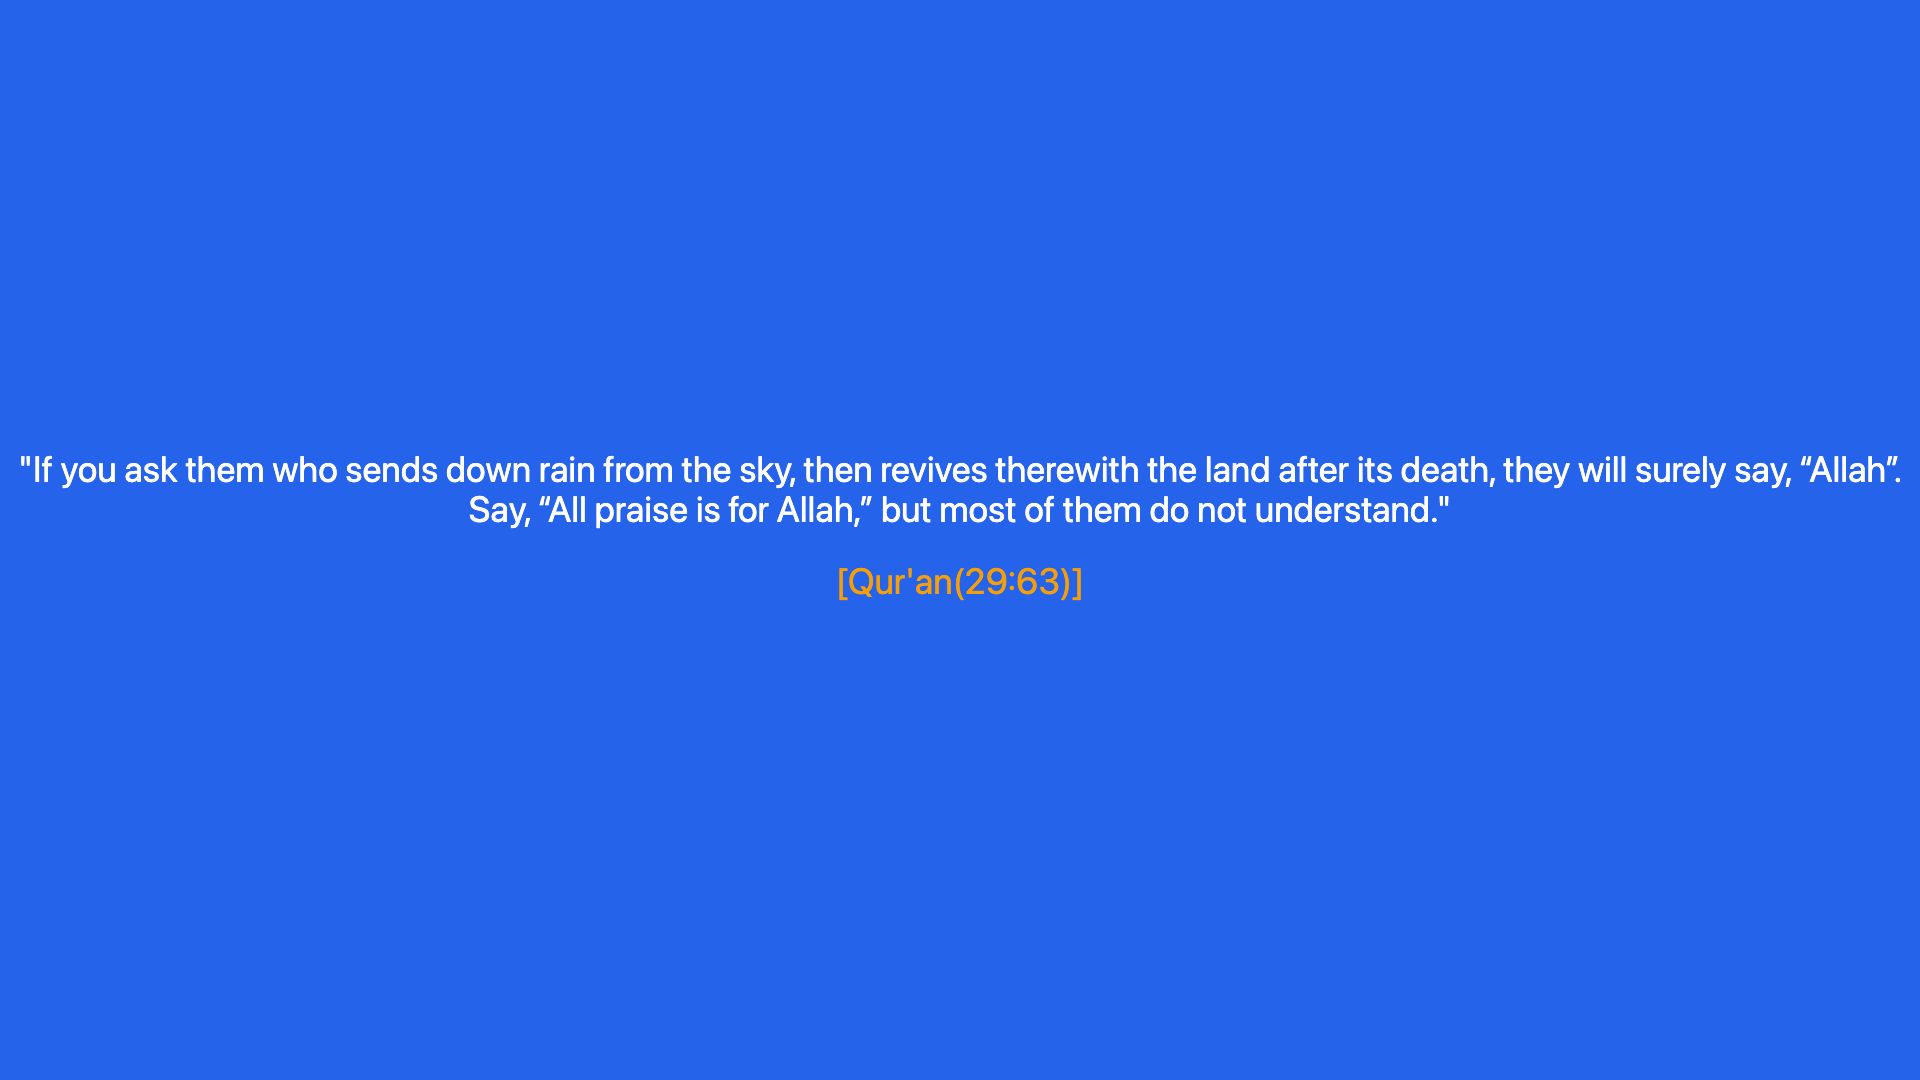 "If you ask them who sends down rain from the sky, then revives therewith the land after its death, they will surely say, “Allah”.
Say, “All praise is for Allah,” but most of them do not understand."
[Qur'an(29:63)]